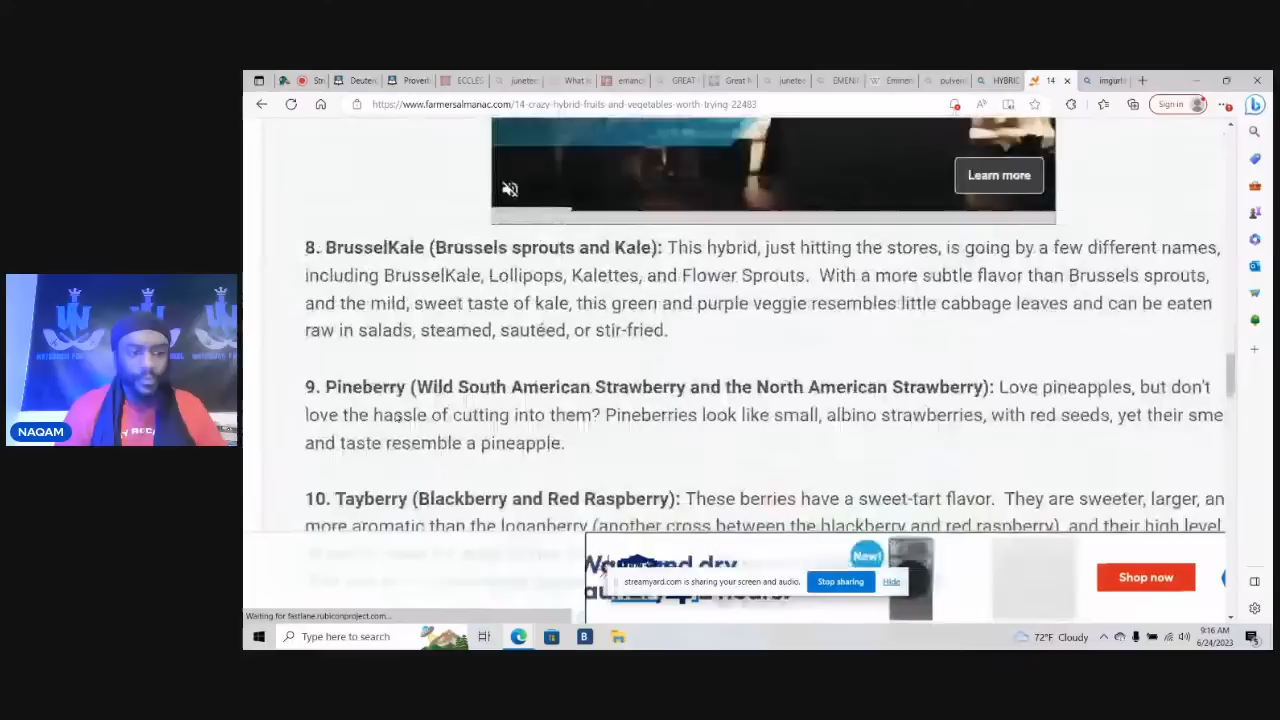 14
https://www.farmersalmanac.com/14-crazy-hybrid-fruits-and-vegetables-worth-trying-22483
Sign in
Learn more
8. BrusselKale (Brussels sprouts and Kale): This hybrid, just hitting the stores, is going by a few different names,
including BrusselKale, Lollipops, Kalettes, and Flower Sprouts. With a more subtle flavor than Brussels sprouts,
and the mild, sweet taste of kale, this green and purple veggie resembles little cabbage leaves and can be eaten
raw in salads, steamed, sautéed, or stir-fried.
9. Pineberry (Wild South American Strawberry and the North American Strawberry): Love pineapples, but don't
love the hassle of cutting into them? Pineberries look like small, albino strawberries, with red seeds, yet their sme
and taste resemble a pineapple.
10. Tayberry (Blackberry and Red Raspberry): These berries have a sweet-tart flavor. They are sweeter, larger, an
more aromatic than the loganberry (another cross between the blackberry and red raspberry), and their high level
NAQAM
New!
Shop now
streamyard.com is sharing your screen and audio.
Stop sharing
Hide
Waiting for fastlane.rubiconproject.com...
Type here to search
72°F Cloudy
9:16 AM
6/24/2023